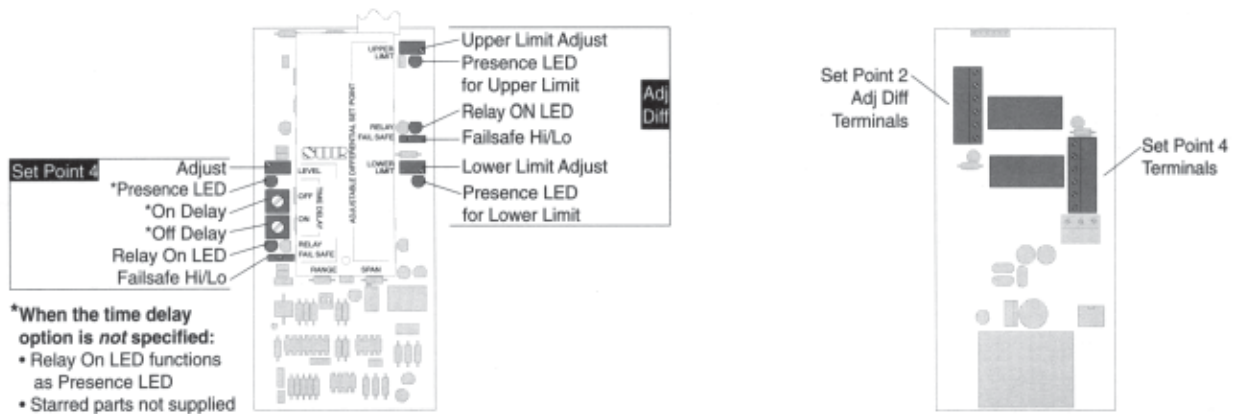 Upper Limit Adjust
Presence LED
for Upper Limit
Relay ON LED
Failsafe Hi/Lo
Lower Limit Adjust
Presence LED
for Lower Limit
Adj
Diff
UPPER
LIMIT
RELAY
FAIL SAFE
LOWER
LIMIT
ADJUSTABLE DIFFERENTIAL SET POINT
Set Point 4
Adjust
*Presence LED
*On Delay
*Off Delay
Relay On LED
Failsafe Hi/Lo
LEVEL
OFF
TIME DELAY
ON
RELAY
FAIL SAFE
RANGE
SPAN
*When the time delay
option is not specified:
• Relay On LED functions
as Presence LED
• Starred parts not supplied
Set Point 2
Adj Diff
Terminals
Set Point 4
Terminals